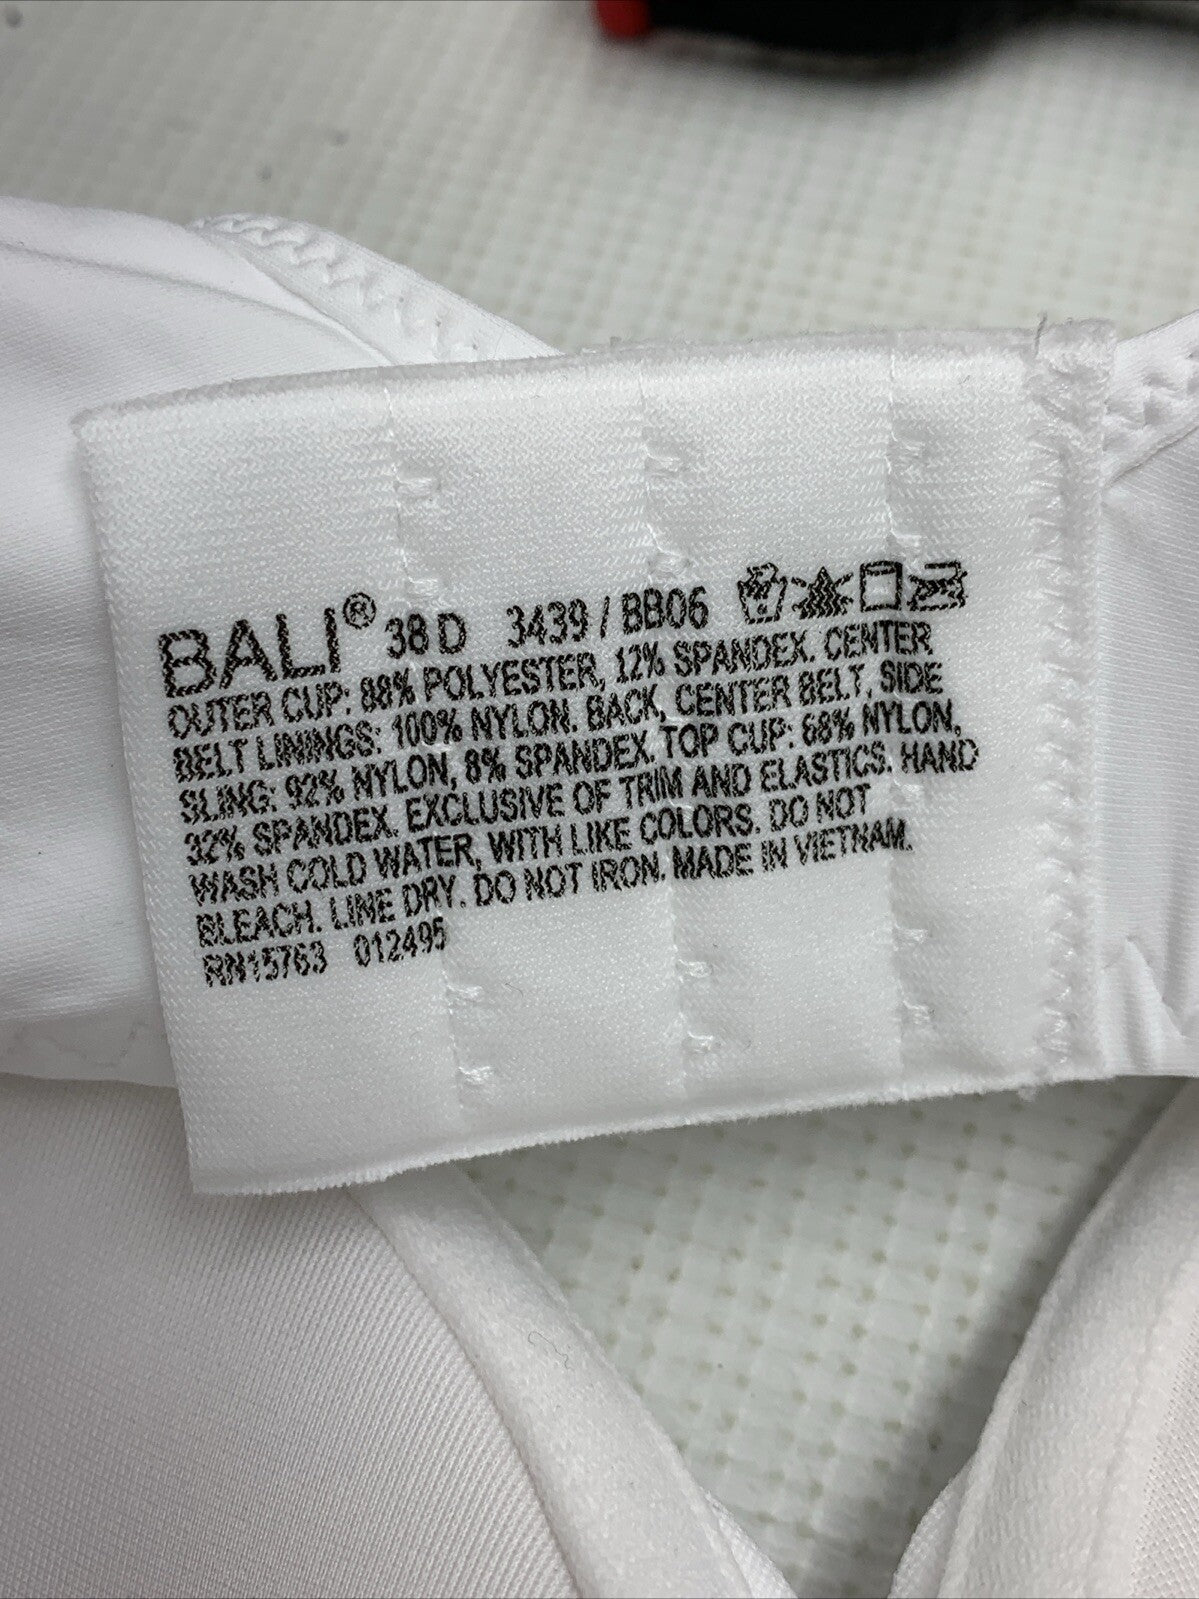 BALI® 38 D 3439 / BB06
OUTER CUP: 88% POLYESTER, 12% SPANDEX. CENTER
BELT LININGS: 100% NYLON. BACK, CENTER BELT, SIDE
SLING: 92% NYLON, 8% SPANDEX. TOP CUP: 68% NYLON,
32% SPANDEX. EXCLUSIVE OF TRIM AND ELASTICS. HAND
WASH COLD WATER, WITH LIKE COLORS. DO NOT
BLEACH. LINE DRY. DO NOT IRON. MADE IN VIETNAM.
RN15763 012495